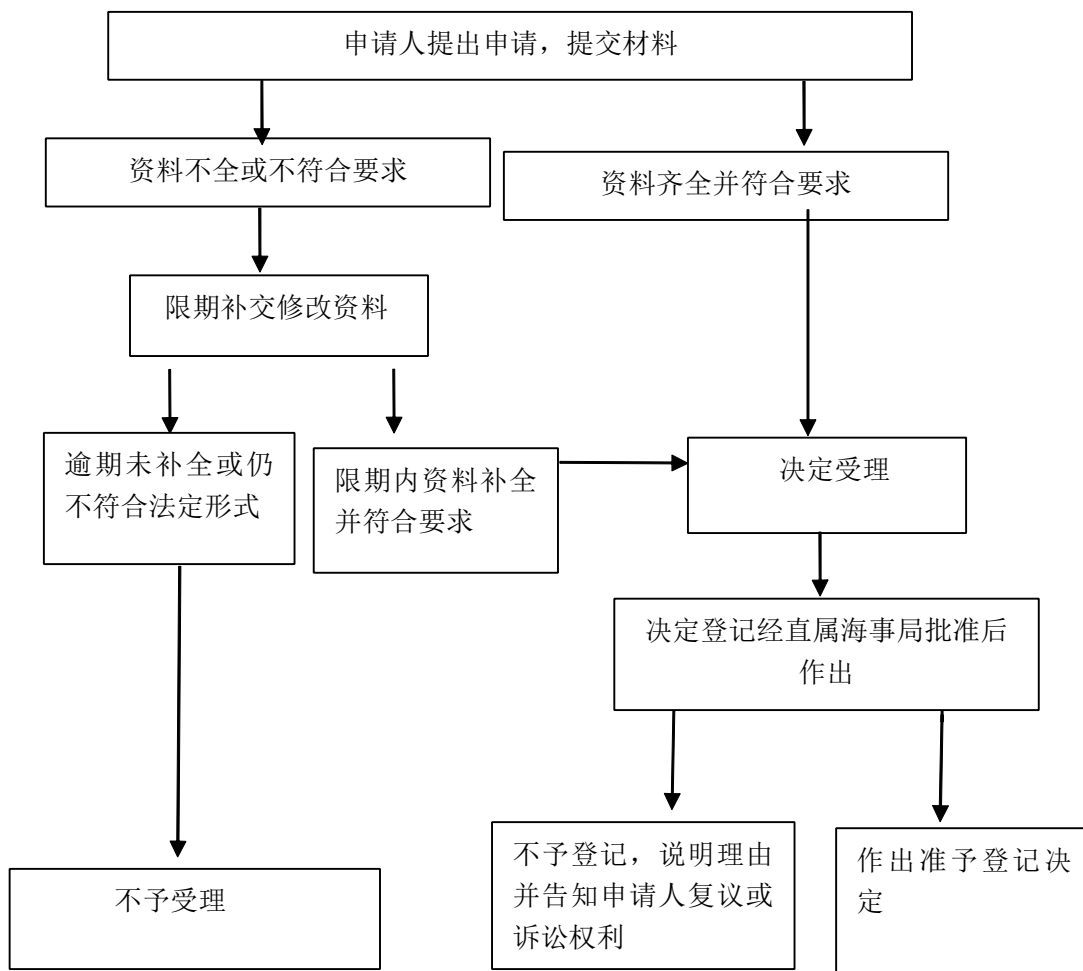 申请人提出申请，提交材料
资料不全或不符合要求
资料齐全并符合要求
限期补交修改资料
逾期未补全或仍
不符合法定形式
限期内资料补全
并符合要求
决定受理
决定登记经直属海事局批准后
作出
不予受理
不予登记，说明理由
并告知申请人复议或
诉讼权利
作出准予登记决
定